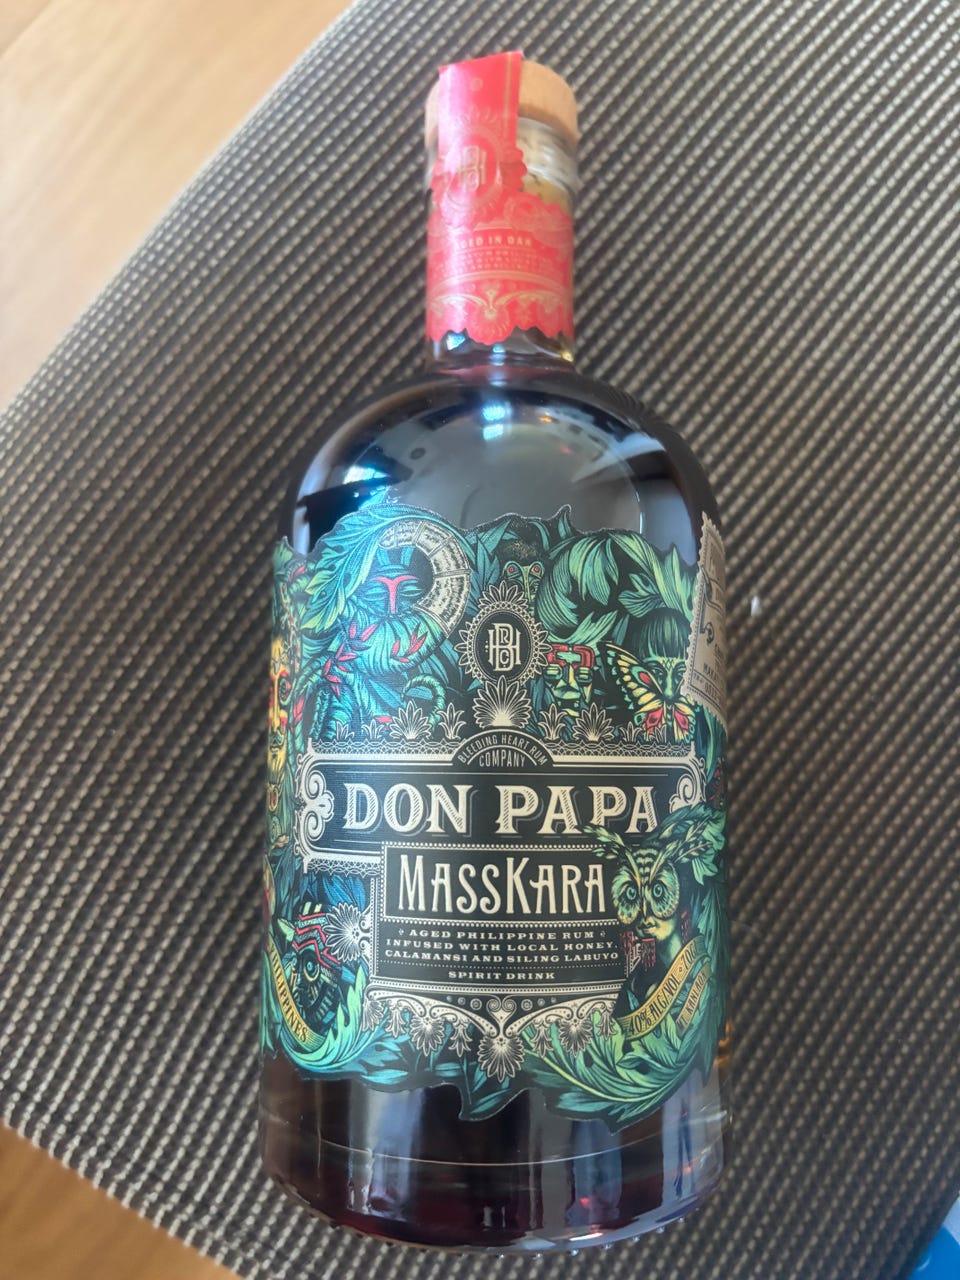 AGED IN OAK
BLEEDING HEART RUM
COMPANY
DON PAPA
MASSKARA
AGED PHILIPPINE RUM
INFUSED WITH LOCAL HONEY,
CALAMANSI AND SILING LABUYO
SPIRIT DRINK
40% ALC/VOL